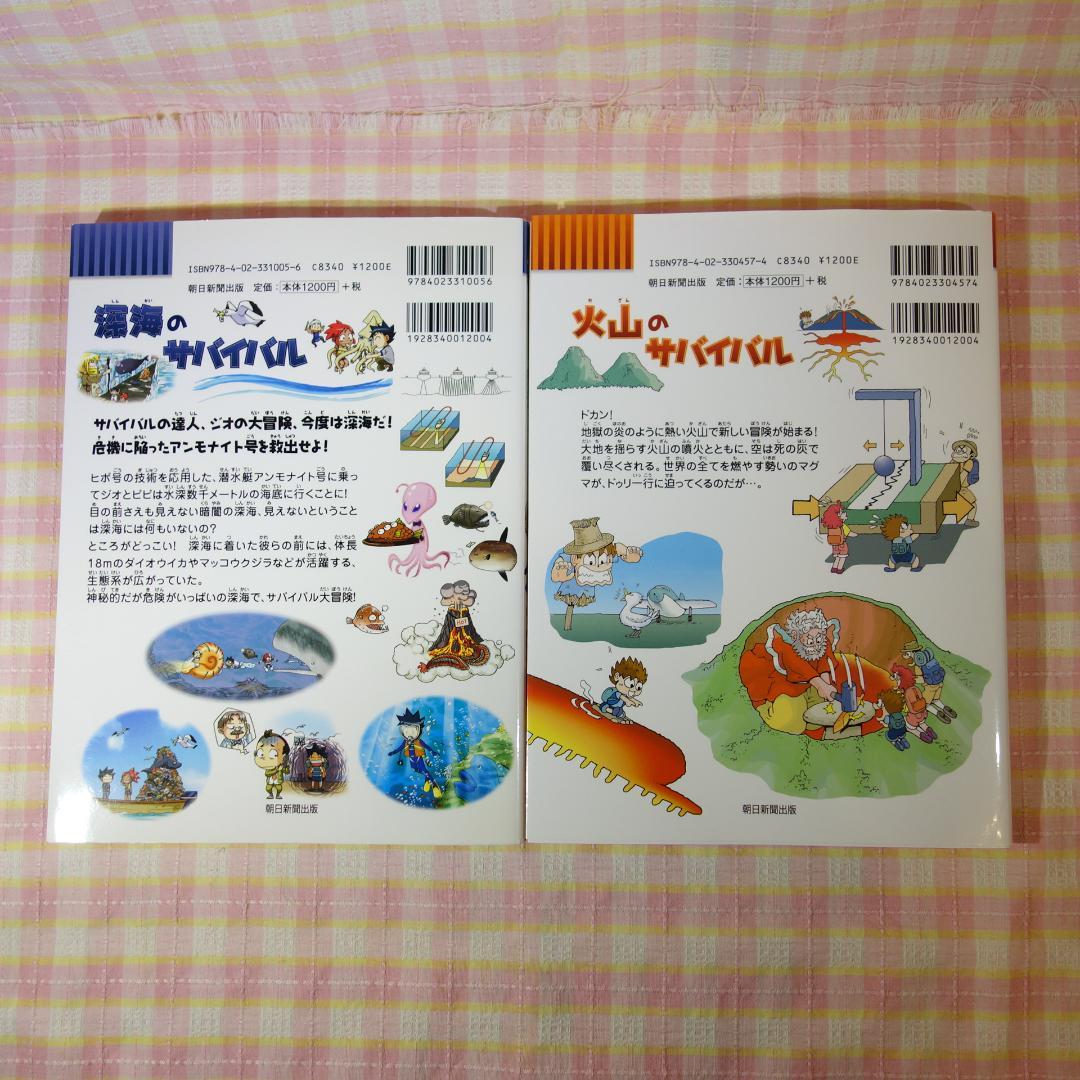 ISBN978-4-02-331005-6 C8340 ¥1200E
朝日新聞出版 定価：本体1200円 +税
9784023310056
1928340012004
深海の
サバイバル
サバイバルの達人、ジオの大冒険、今度は深海だ！
危機に陥ったアンモナイト号を救出せよ！
ヒポ号の技術を応用した、潜水艇アンモナイト号に乗っ
てジオとピピは水深数千メートルの海底に行くことに！
目の前さえも見えない暗闇の深海、見えないということ
は深海には何もいないの？
ところがどっこい！ 深海に着いた彼らの前には、体長
18mのダイオウイカやマッコウクジラなどが活躍する、
生態系が広がっていた。
神秘的だが危険がいっぱいの深海で、サバイバル大冒険！
朝日新聞出版
ISBN978-4-02-330457-4 C8340 ¥1200E
朝日新聞出版 定価：本体1200円 +税
9784023304574
1928340012004
火山の
サバイバル
ドカン！
地獄の炎のように熱い火山で新しい冒険が始まる！
大地を揺らす火山の噴火とともに、空は死の灰で
覆い尽くされる。世界の全てを燃やす勢いのマグ
マが、ドゥリー行に迫ってくるのだが…。
朝日新聞出版